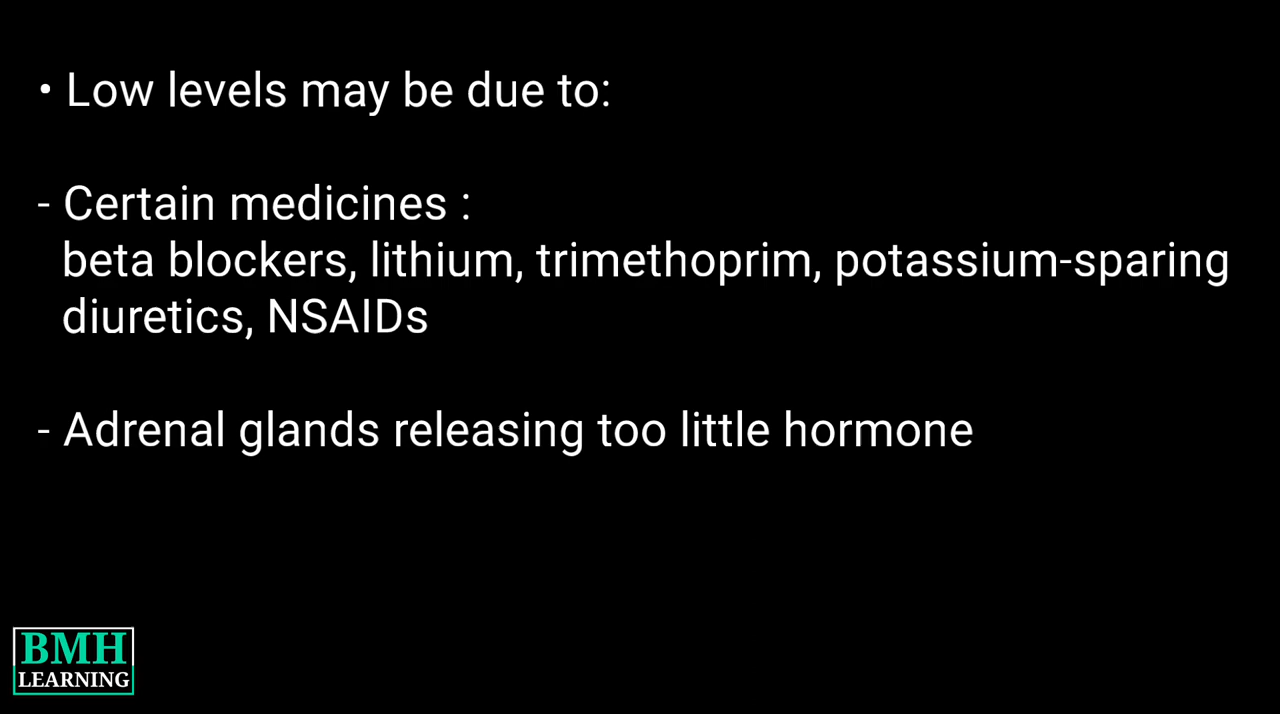 • Low levels may be due to:
- Certain medicines :
beta blockers, lithium, trimethoprim, potassium-sparing
diuretics, NSAIDs
- Adrenal glands releasing too little hormone
BMH
LEARNING